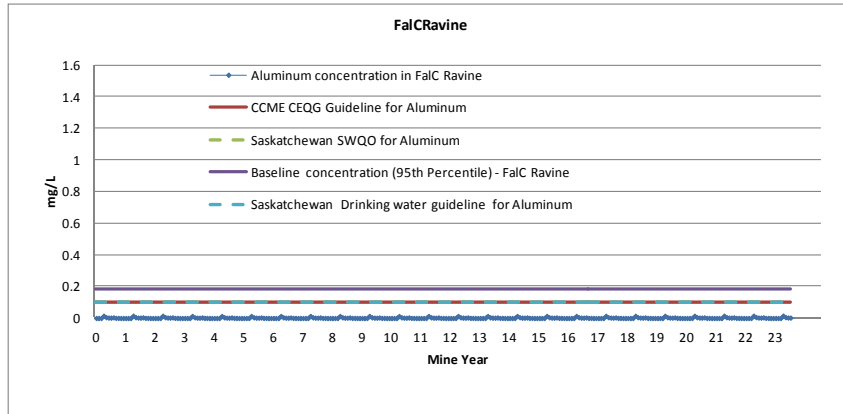 FalCRavine
1.6
1.4
1.2
1
0.8
0.6
0.4
0.2
0
mg/L
Aluminum concentration in FalC Ravine
CCME CEQG Guideline for Aluminum
Saskatchewan SWQO for Aluminum
Baseline concentration (95th Percentile) - FalC Ravine
Saskatchewan Drinking water guideline for Aluminum
0 1 2 3 4 5 6 7 8 9 10 11 12 13 14 15 16 17 18 19 20 21 22 23
Mine Year